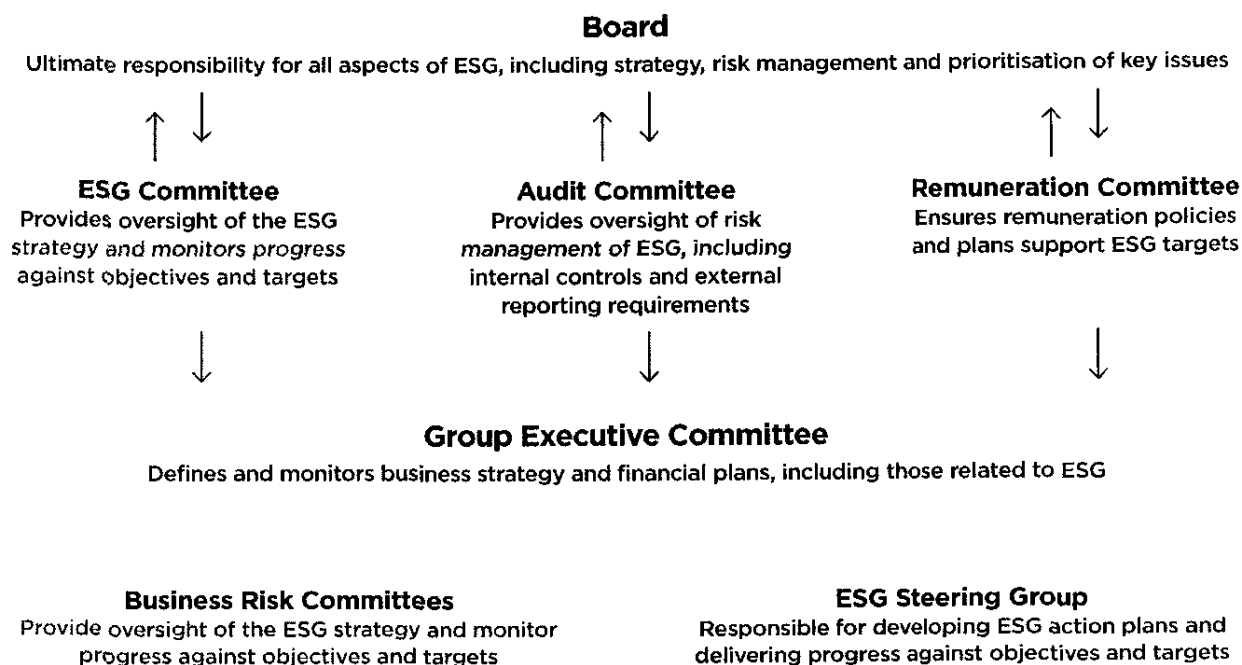 Board
Ultimate responsibility for all aspects of ESG, including strategy, risk management and prioritisation of key issues
ESG Committee
Provides oversight of the ESG
strategy and monitors progress
against objectives and targets
Audit Committee
Provides oversight of risk
management of ESG, including
internal controls and external
reporting requirements
Remuneration Committee
Ensures remuneration policies
and plans support ESG targets
Group Executive Committee
Defines and monitors business strategy and financial plans, including those related to ESG
Business Risk Committees
Provide oversight of the ESG strategy and monitor
progress against objectives and targets
ESG Steering Group
Responsible for developing ESG action plans and
delivering progress against objectives and targets